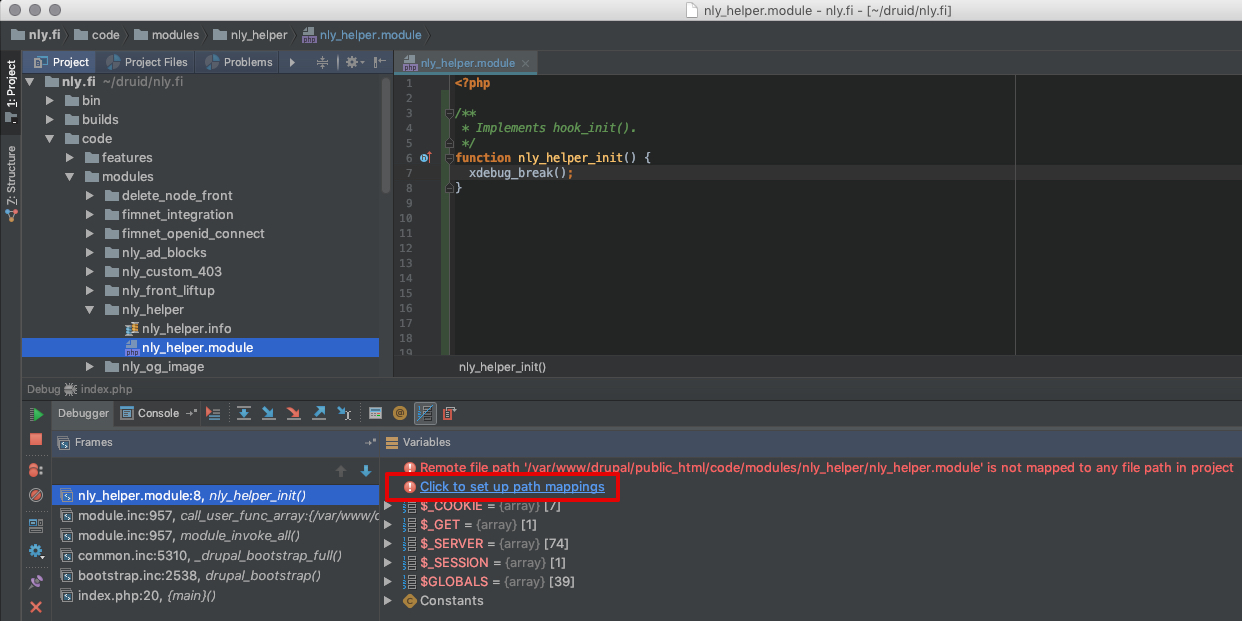 nly_helper.module - nly.fi - [~/druid/nly.fi]
nly.fi code modules nly_helper nly_helper.module
1: Project
Z: Structure
Project Project Files Problems
nly.fi ~/druid/nly.fi
bin
builds
code
features
modules
delete_node_front
fimnet_integration
fimnet_openid_connect
nly_ad_blocks
nly_custom_403
nly_front_liftup
nly_helper
nly_helper.info
nly_helper.module
nly_og_image
nly_helper.module
1 <?php
2
3 /**
4 * Implements hook_init().
5 */
6 function nly_helper_init() {
7 xdebug_break();
8 }
9
10
11
12
13
14
15
16
17
18
19
nly_helper_init()
Debug index.php
Debugger Console
Frames
nly_helper.module:8, nly_helper_init()
module.inc:957, call_user_func_array:{/var/www/c
module.inc:957, module_invoke_all()
common.inc:5310, _drupal_bootstrap_full()
bootstrap.inc:2538, drupal_bootstrap()
index.php:20, {main}()
Variables
Remote file path '/var/www/drupal/public_html/code/modules/nly_helper/nly_helper.module' is not mapped to any file path in project
Click to set up path mappings
$_COOKIE = {array} [7]
$_GET = {array} [1]
$_SERVER = {array} [74]
$_SESSION = {array} [1]
$GLOBALS = {array} [39]
Constants